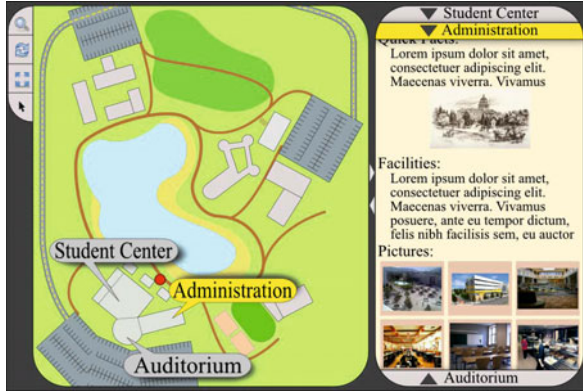 Student Center
Administration
Auditorium
Student Center
Administration
Quick Facts:
Lorem ipsum dolor sit amet,
consectetuer adipiscing elit.
Maecenas viverra. Vivamus
Facilities:
Lorem ipsum dolor sit amet,
consectetuer adipiscing elit.
Maecenas viverra. Vivamus
posuere, ante eu tempor dictum,
felis nibh facilisis sem, eu auctor
Pictures:
Auditorium